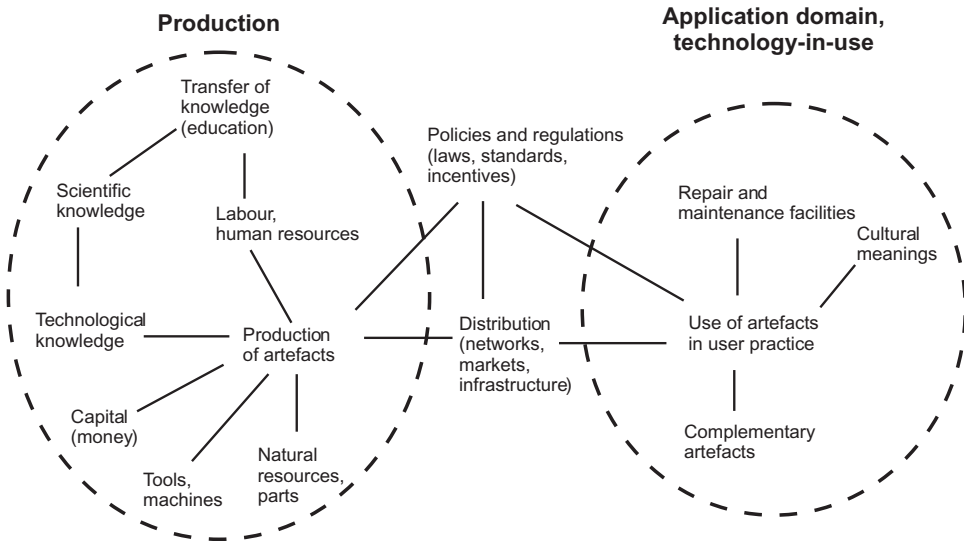 Production
Application domain,
technology-in-use
Transfer of
knowledge
(education)
Policies and regulations
(laws, standards,
incentives)
Scientific
knowledge
Labour,
human resources
Repair and
maintenance facilities
Cultural
meanings
Technological
knowledge
Production
of artefacts
Distribution
(networks,
markets,
infrastructure)
Use of artefacts
in user practice
Capital
(money)
Tools,
machines
Natural
resources,
parts
Complementary
artefacts